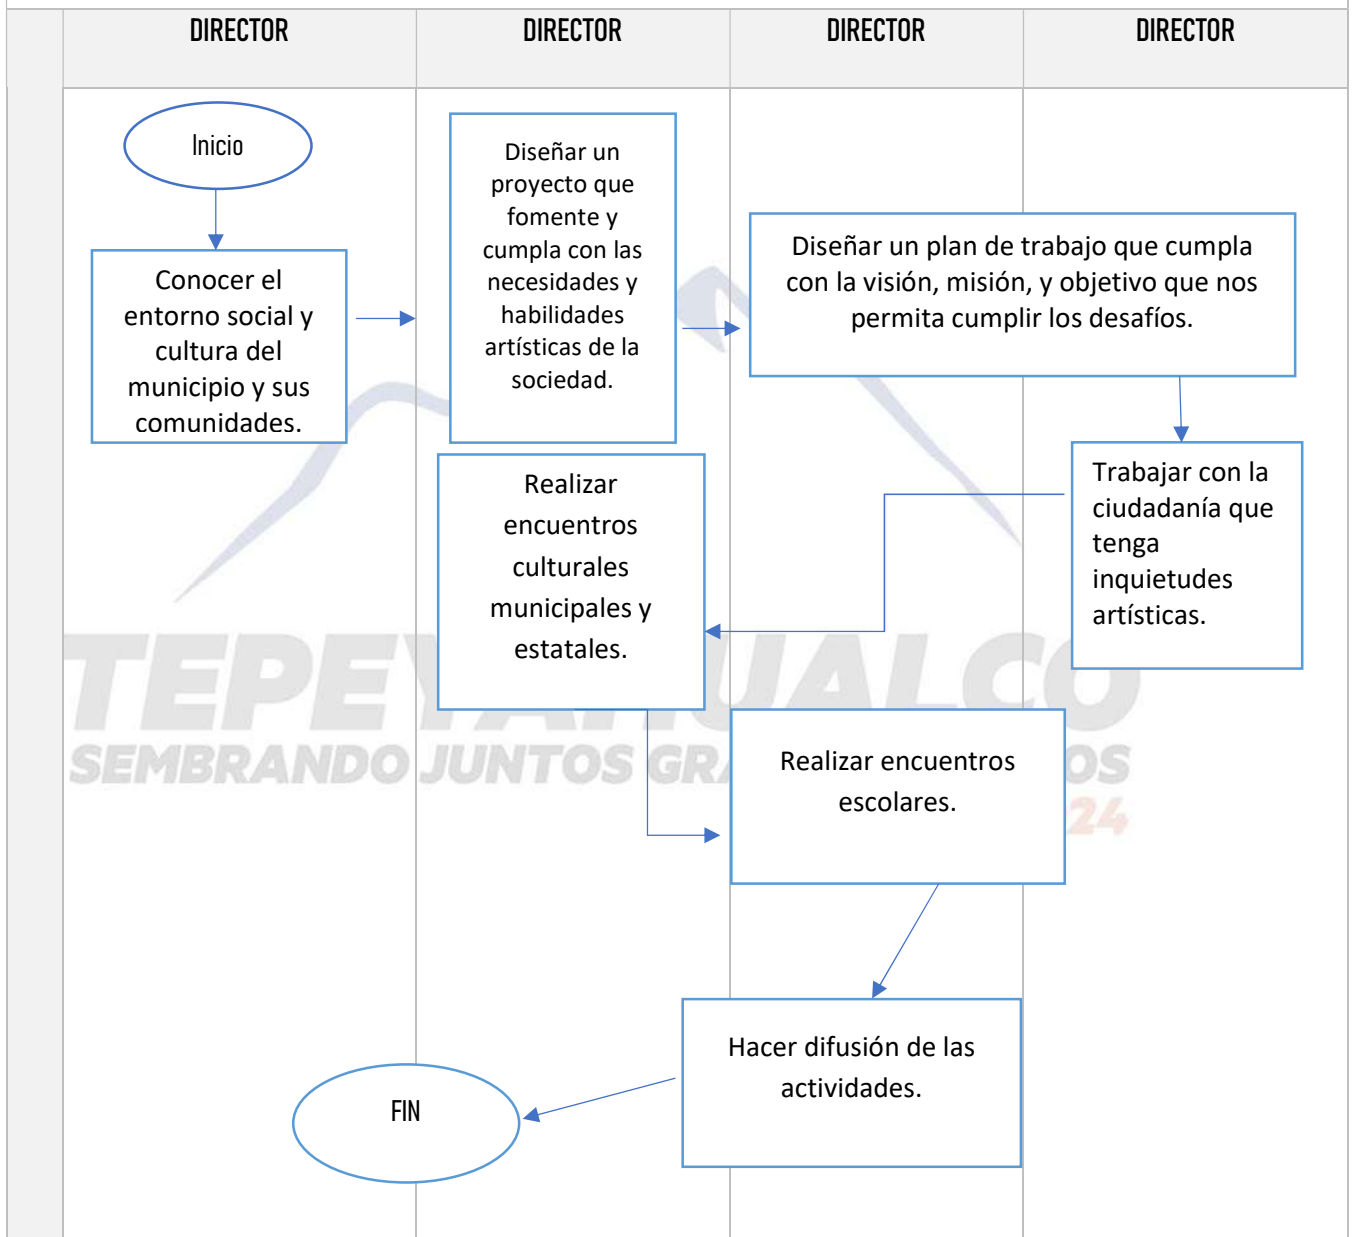 DIRECTOR
DIRECTOR
DIRECTOR
DIRECTOR
Inicio
Conocer el
entorno social y
cultura del
municipio y sus
comunidades.
Diseñar un
proyecto que
fomente y
cumpla con las
necesidades y
habilidades
artísticas de la
sociedad.
Diseñar un plan de trabajo que cumpla
con la visión, misión, y objetivo que nos
permita cumplir los desafíos.
Trabajar con la
ciudadanía que
tenga
inquietudes
artísticas.
Realizar
encuentros
culturales
municipales y
estatales.
Realizar encuentros
escolares.
Hacer difusión de las
actividades.
FIN
SEMBRANDO JUNTOS
24